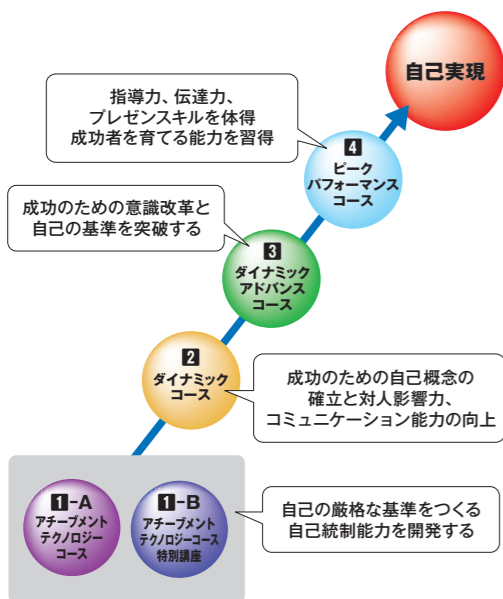 自己実現
指導力、伝達力、
プレゼンスキルを体得
成功者を育てる能力を習得
4
ピーク
パフォーマンス
コース
成功のための意識改革と
自己の基準を突破する
3
ダイナミック
アドバンス
コース
2
ダイナミック
コース
成功のための自己概念の
確立と対人影響力、
コミュニケーション能力の向上
1-A
アチーブメント
テクノロジー
コース
1-B
アチーブメント
テクノロジーコース
特別講座
自己の厳格な基準をつくる
自己統制能力を開発する